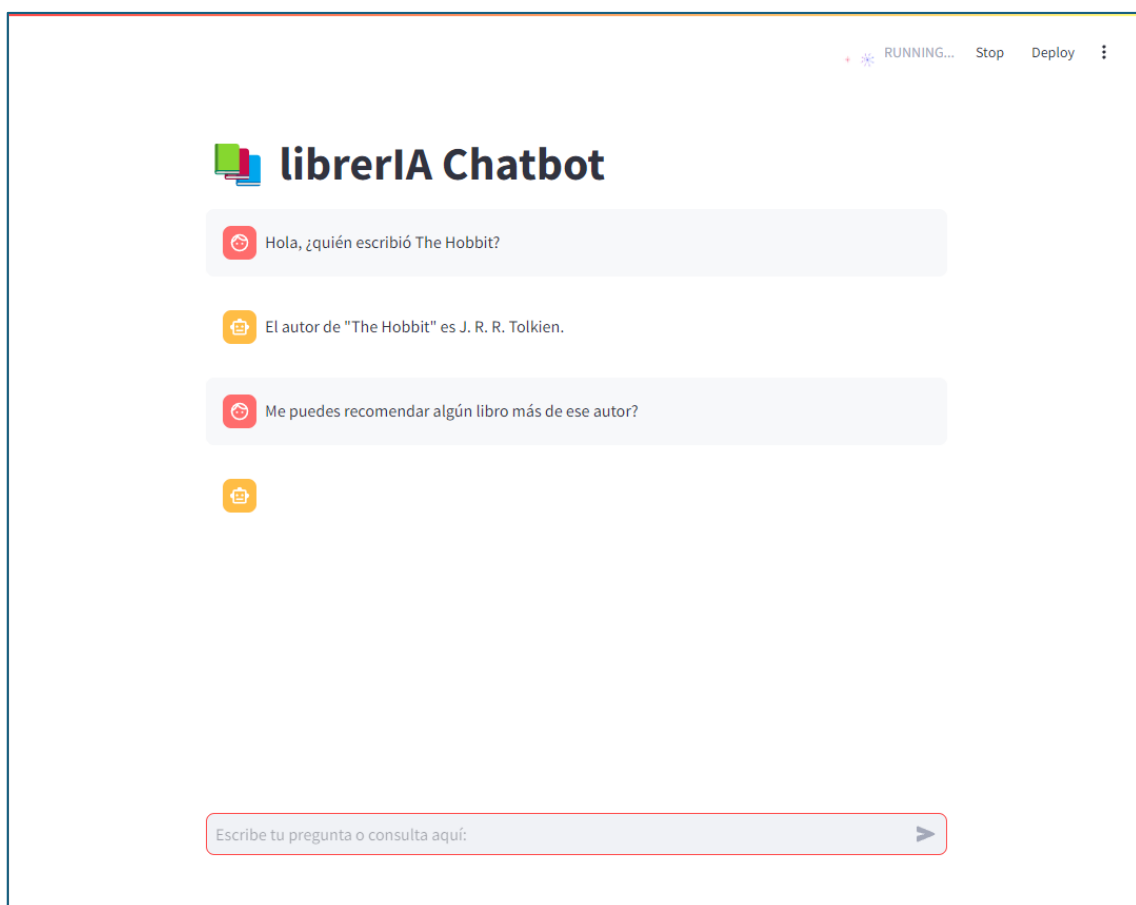 RUNNING... Stop Deploy
librerIA Chatbot
Hola, ¿quién escribió The Hobbit?
El autor de "The Hobbit" es J. R. R. Tolkien.
Me puedes recomendar algún libro más de ese autor?
Escribe tu pregunta o consulta aquí: